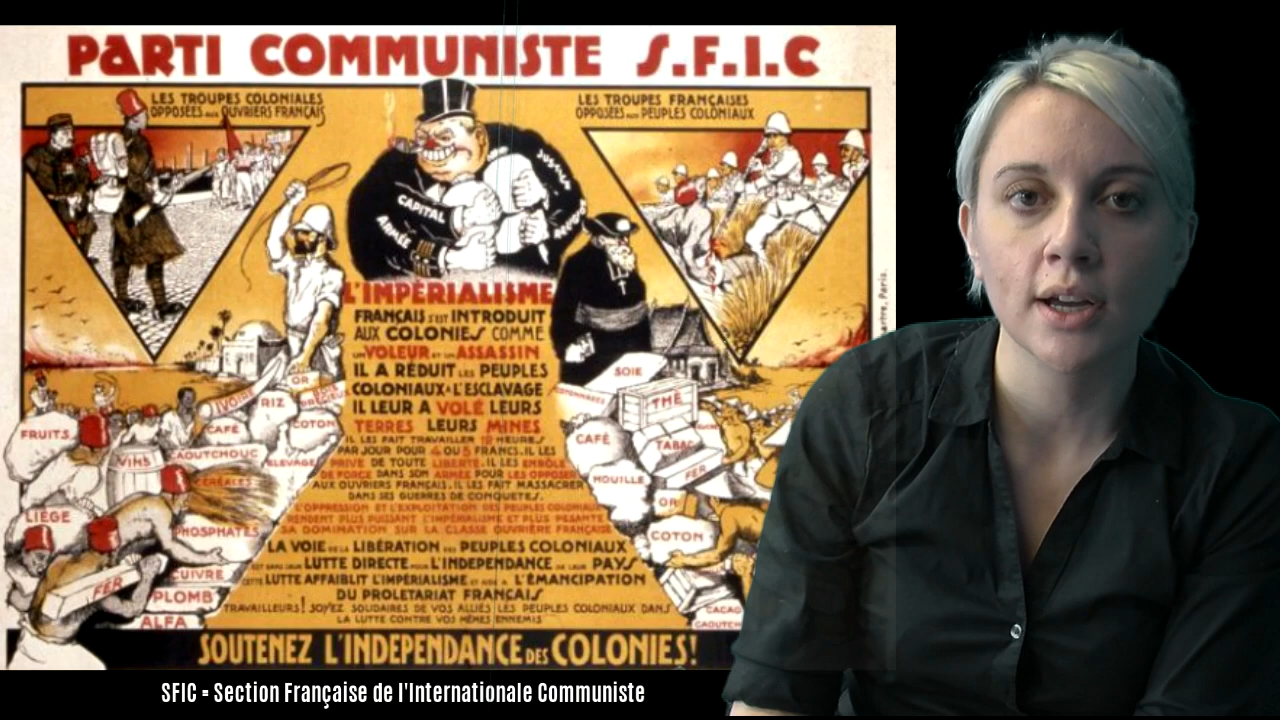 PARTI COMMUNISTE S.F.I.C
LES TROUPES COLONIALES
OPPOSÉES AUX OUVRIERS FRANÇAIS
LES TROUPES FRANÇAISES
OPPOSÉES AUX PEUPLES COLONIAUX
CAPITAL
ARMÉE
L'IMPÉRIALISME
FRANÇAIS S'EST INTRODUIT
AUX COLONIES COMME
UN VOLEUR ET UN ASSASSIN
IL A RÉDUIT LES PEUPLES
COLONIAUX A L'ESCLAVAGE
IL LEUR A VOLÉ LEURS
TERRES LEURS MINES
IL LES FAIT TRAVAILLER HEURES
PAR JOUR POUR 4 OU 5 FRANCS. IL LES
PRIVE DE TOUTE LIBERTÉ. IL LES ENRÔLE
DE FORCE DANS SON ARMÉE POUR LES OPPOSER
AUX OUVRIERS FRANÇAIS. IL LES FAIT MASSACRER
DANS SES GUERRES DE CONQUETES.
L'OPPRESSION ET L'EXPLOITATION DES PEUPLES COLONIAUX
RENDENT PLUS PUISSANT L'IMPÉRIALISME ET PLUS PESANTE
SA DOMINATION SUR LA CLASSE OUVRIÈRE FRANÇAISE
LA VOIE DE LA LIBÉRATION DES PEUPLES COLONIAUX
EST DANS LEUR LUTTE DIRECTE POUR L'INDEPENDANCE DE LEUR PAYS
CETTE LUTTE AFFAIBLIT L'IMPÉRIALISME ET AIDE A L'ÉMANCIPATION
DU PROLETARIAT FRANÇAIS
TRAVAILLEURS! SOYEZ SOLIDAIRES DE VOS ALLIÉS LES PEUPLES COLONIAUX DANS
LA LUTTE CONTRE VOS MÊMES ENNEMIS
OR
IVOIRE
RIZ
CAFÉ
COTON
FRUITS
VINS
CAOUTCHOUC
ELEVAGE
CÉRÉALES
LIÈGE
PHOSPHATES
CUIVRE
FER
PLOMB
ALFA
SOIE
THÉ
CAFÉ
TABAC
FER
HOUILLE
OR
COTON
CACAO
CAOUTCH
Paris.
SOUTENEZ L'INDEPENDANCE DES COLONIES!
SFIC = Section Française de l'Internationale Communiste